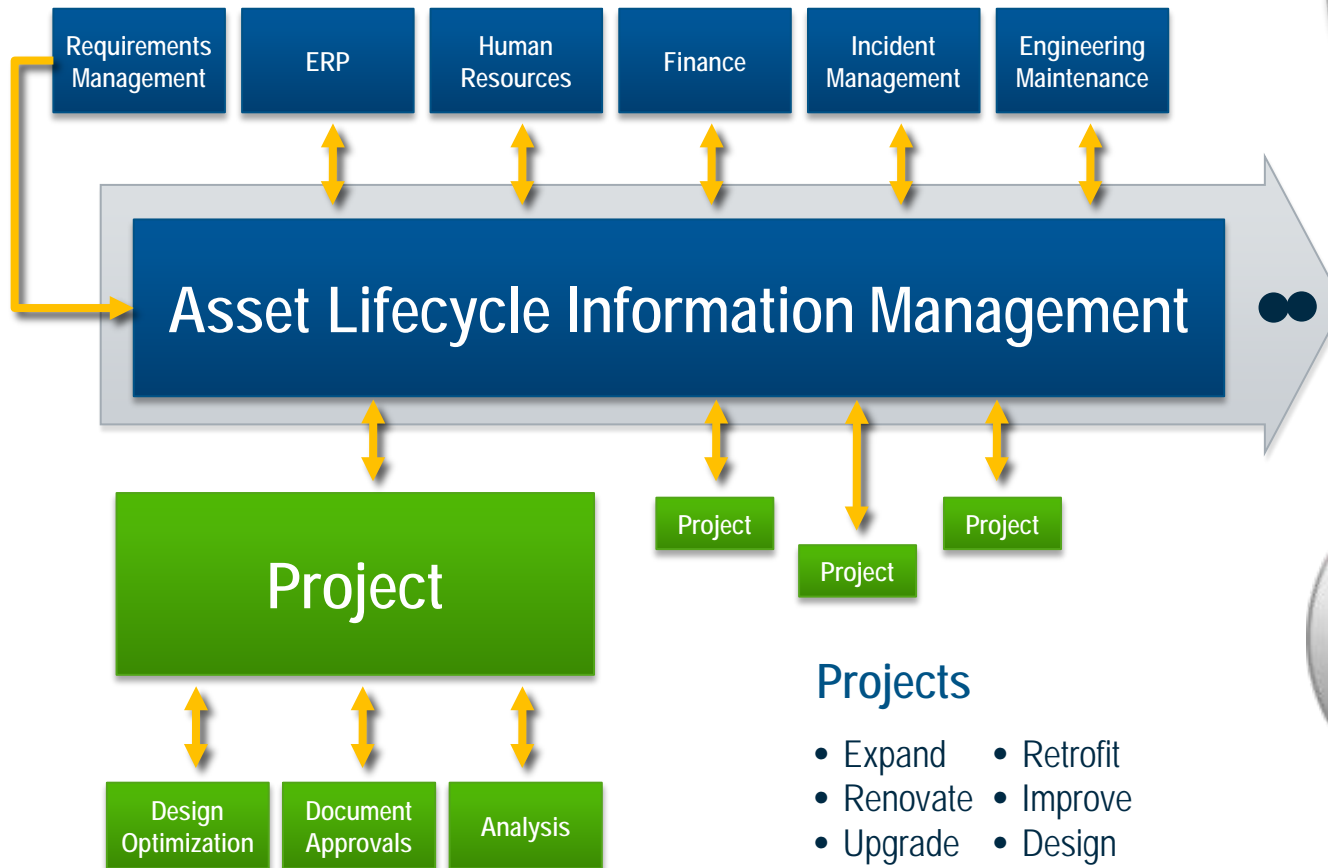 Requirements
Management
ERP
Human
Resources
Finance
Incident
Management
Engineering
Maintenance
Asset Lifecycle Information Management
Project
Project
Project
Project
Design
Optimization
Document
Approvals
Analysis
Projects
• Expand
• Renovate
• Upgrade
• Retrofit
• Improve
• Design